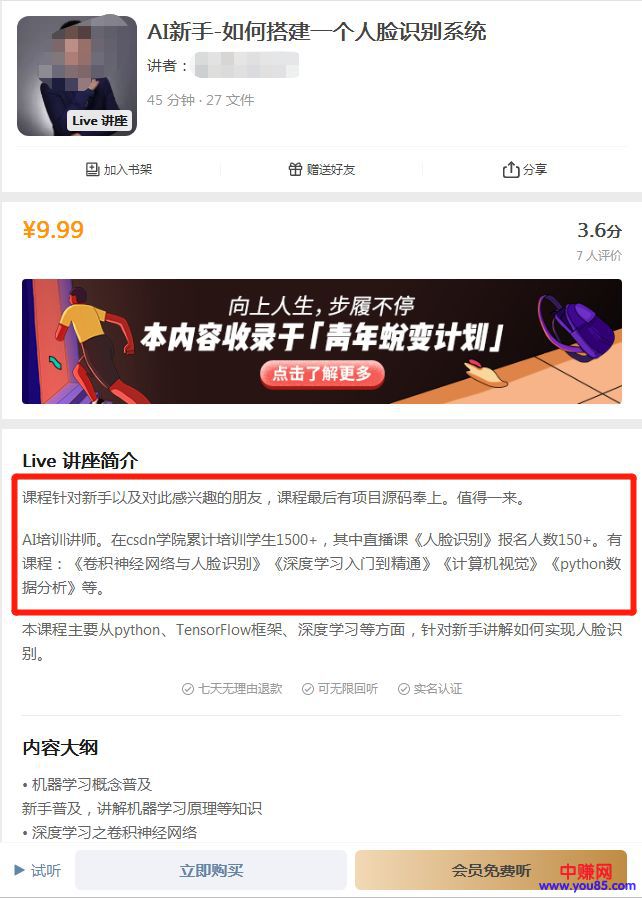 AI新手-如何搭建一个人脸识别系统
讲者：
45 分钟 · 27 文件
Live 讲座
加入书架
赠送好友
分享
¥9.99
3.6分
7 人评价
向上人生，步履不停
本内容收录于「青年蜕变计划」
点击了解更多
Live 讲座简介
课程针对新手以及对此感兴趣的朋友，课程最后有项目源码奉上。值得一来。
AI培训讲师。在csdn学院累计培训学生1500+，其中直播课《人脸识别》报名人数150+。有
课程：《卷积神经网络与人脸识别》《深度学习入门到精通》《计算机视觉》《python数
据分析》等。
本课程主要从python、TensorFlow框架、深度学习等方面，针对新手讲解如何实现人脸识
别。
七天无理由退款
可无限回听
实名认证
内容大纲
• 机器学习概念普及
新手普及，讲解机器学习原理等知识
• 深度学习之卷积神经网络
试听
立即购买
会员免费听
中赚网
www.you85.com